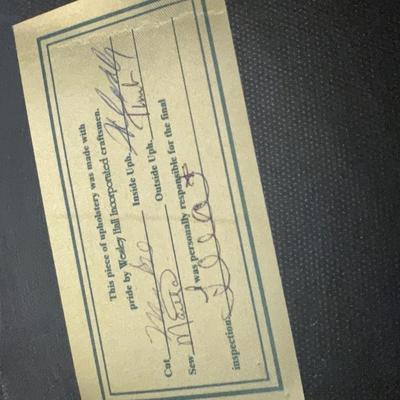 This piece of upholstery was made with
pride by Wesley Hall Incorporated craftsmen.
Cut Inside Uph.
Sew Maria Outside Uph.
I was personally responsible for the final
inspection